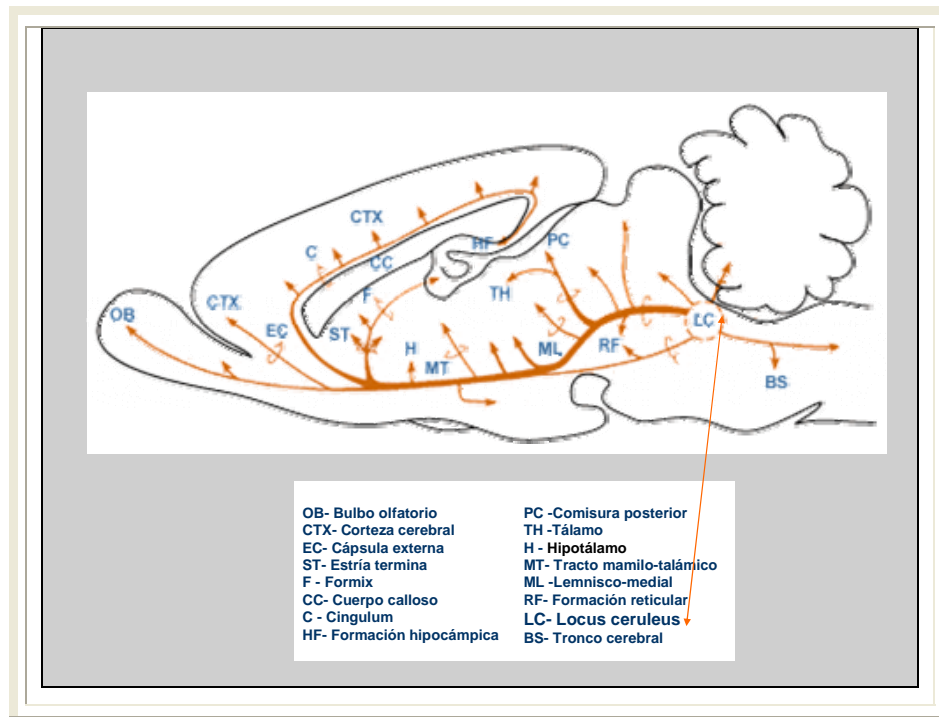 CTX
RF
PC
C
CC
TH
F
OB
CTX
EC
ST
H
MT
ML
RF
LC
BS
OB- Bulbo olfatorio
CTX- Corteza cerebral
EC- Cápsula externa
ST- Estría termina
F - Formix
CC- Cuerpo calloso
C - Cingulum
HF- Formación hipocámpica
PC -Comisura posterior
TH -Tálamo
H - Hipotálamo
MT- Tracto mamilo-talámico
ML -Lemnisco-medial
RF- Formación reticular
LC- Locus ceruleus
BS- Tronco cerebral